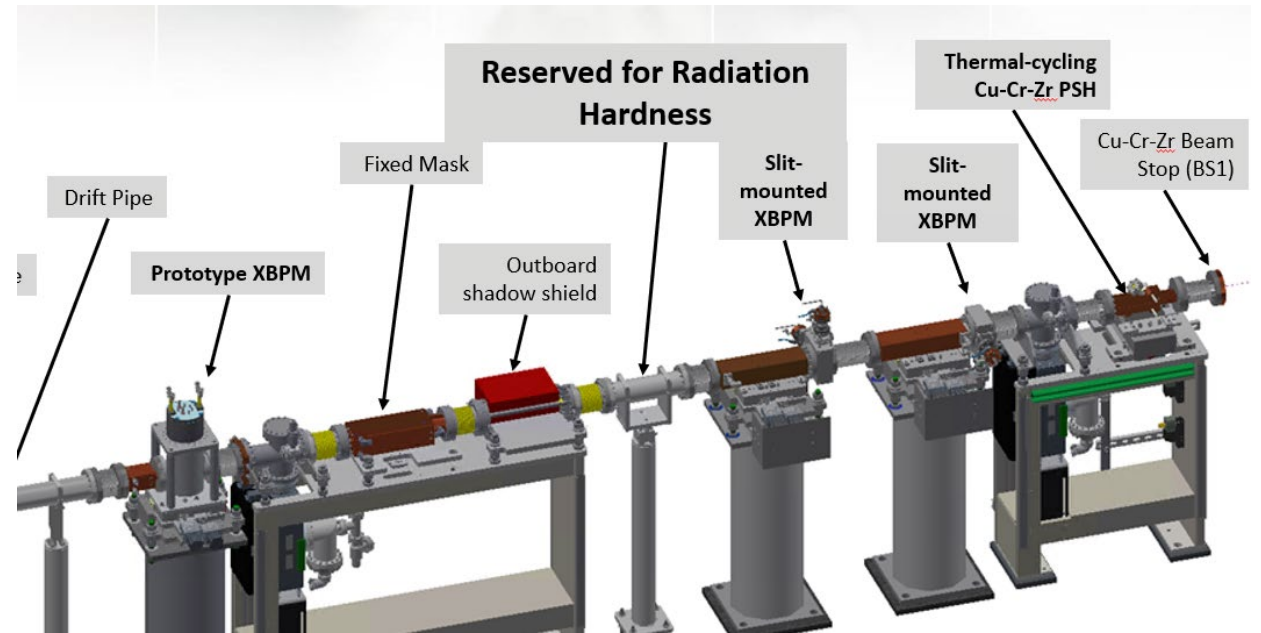 Reserved for Radiation
Hardness
Thermal-cycling
Cu-Cr-Zr PSH
Cu-Cr-Zr Beam
Stop (BS1)
Fixed Mask
Slit-
mounted
XBPM
Slit-
mounted
XBPM
Drift Pipe
Prototype XBPM
Outboard
shadow shield
e